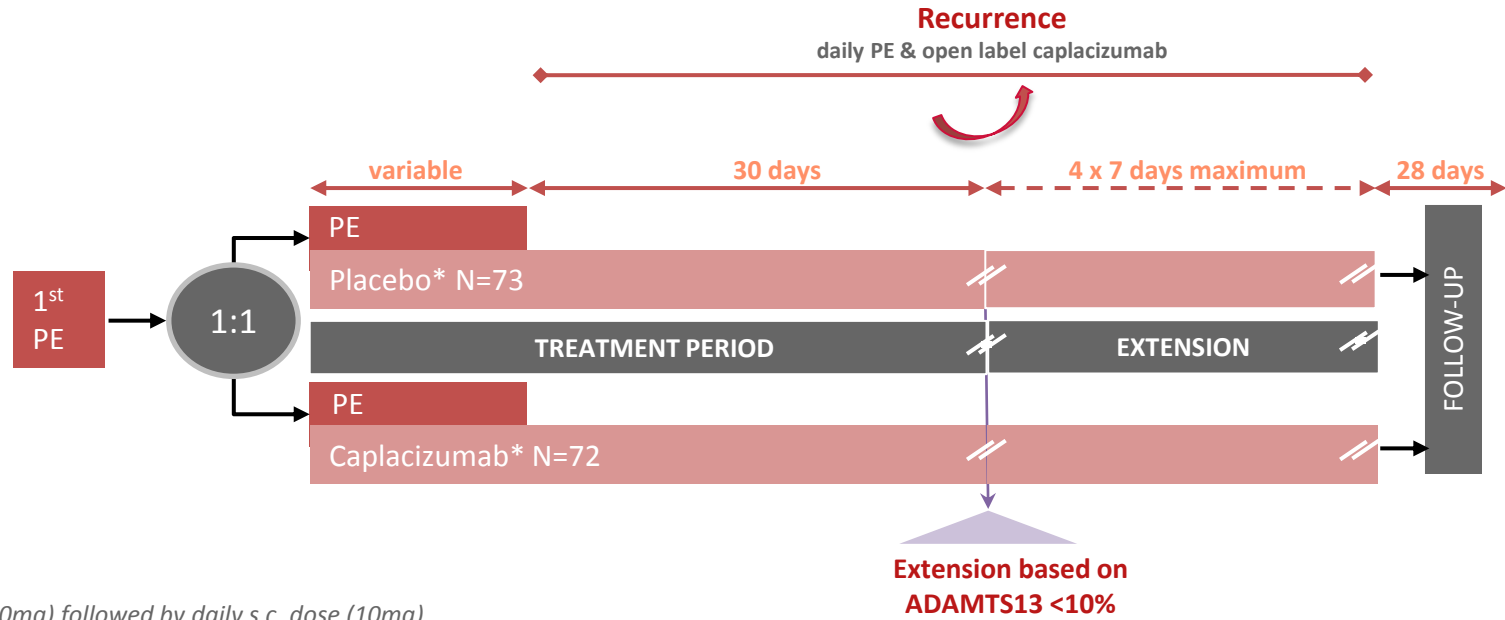 Recurrence
daily PE & open label caplacizumab
variable
30 days
4 x 7 days maximum
28 days
PE
Placebo* N=73
1st
PE
1:1
TREATMENT PERIOD
EXTENSION
FOLLOW-UP
PE
Caplacizumab* N=72
Extension based on
ADAMTS13 <10%
followed by daily s.c. dose (10mg)